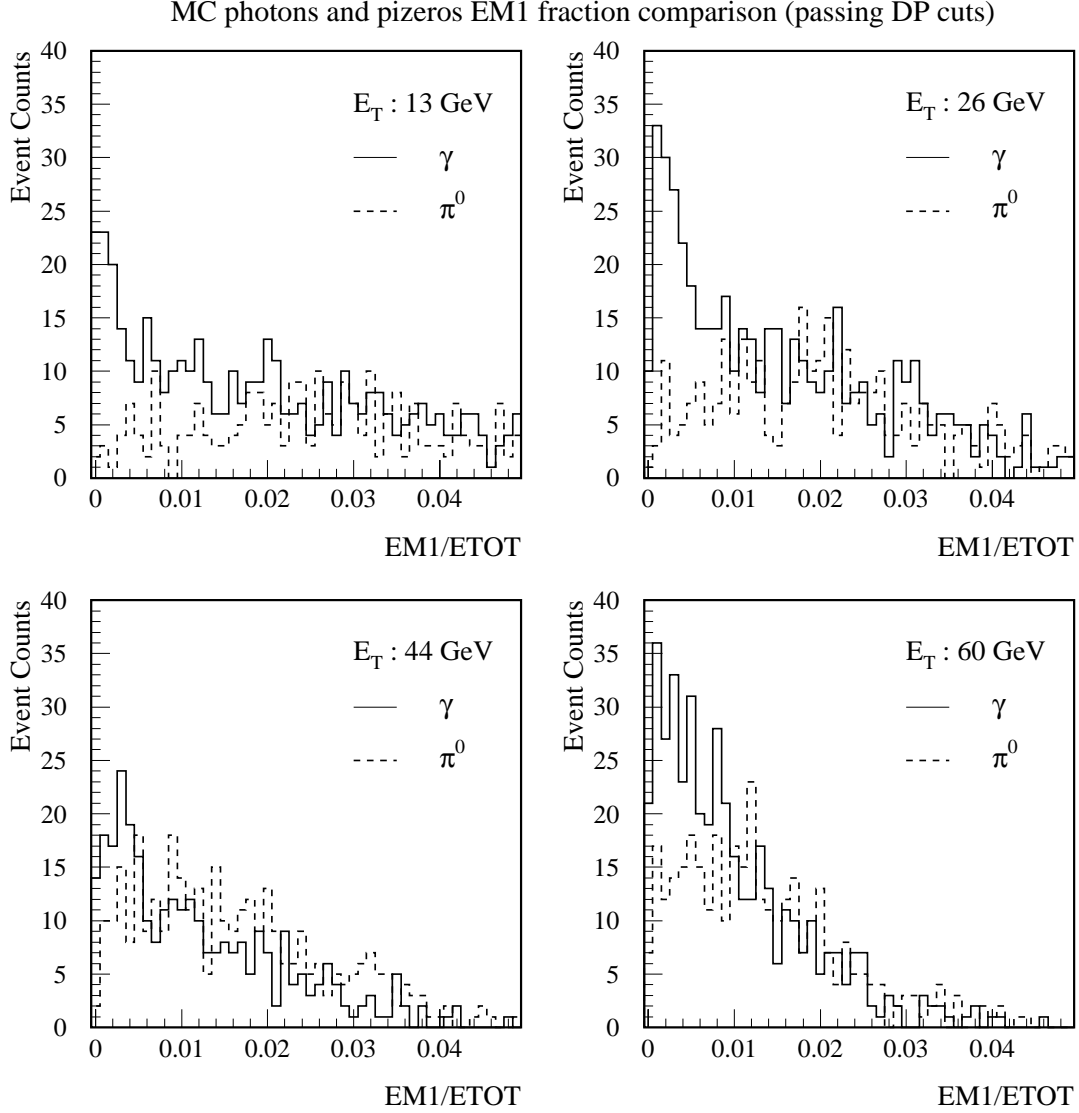 MC photons and pizeros EM1 fraction comparison (passing DP cuts)
Event Counts
40
35
30
25
20
15
10
5
0
E_T : 13 GeV
γ
π⁰
0 0.01 0.02 0.03 0.04
EM1/ETOT
Event Counts
40
35
30
25
20
15
10
5
0
E_T : 26 GeV
γ
π⁰
0 0.01 0.02 0.03 0.04
EM1/ETOT
Event Counts
40
35
30
25
20
15
10
5
0
E_T : 44 GeV
γ
π⁰
0 0.01 0.02 0.03 0.04
EM1/ETOT
Event Counts
40
35
30
25
20
15
10
5
0
E_T : 60 GeV
γ
π⁰
0 0.01 0.02 0.03 0.04
EM1/ETOT